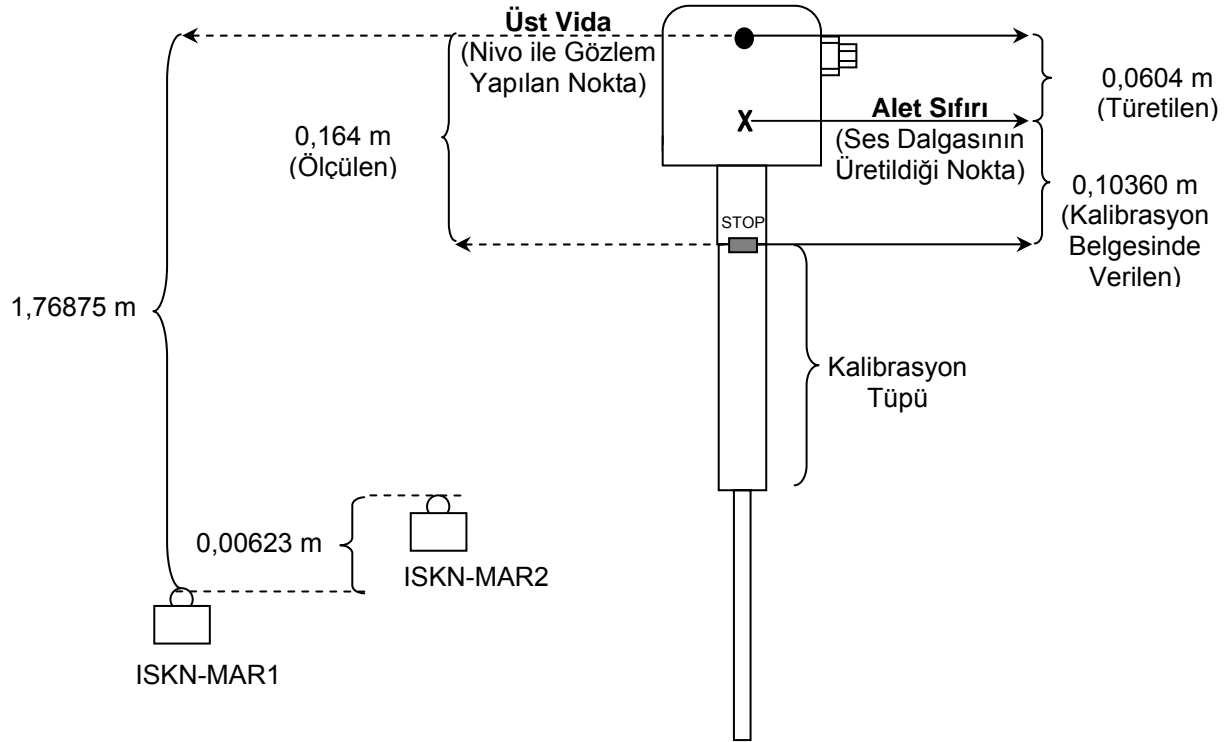 Üst Vida
(Nivo ile Gözlem
Yapılan Nokta)
0,0604 m
(Türetilen)
0,164 m
(Ölçülen)
X
Alet Sıfırı
(Ses Dalgasının
Üretildiği Nokta)
0,10360 m
(Kalibrasyon
Belgesinde
Verilen)
STOP
1,76875 m
Kalibrasyon
Tüpü
0,00623 m
ISKN-MAR2
ISKN-MAR1